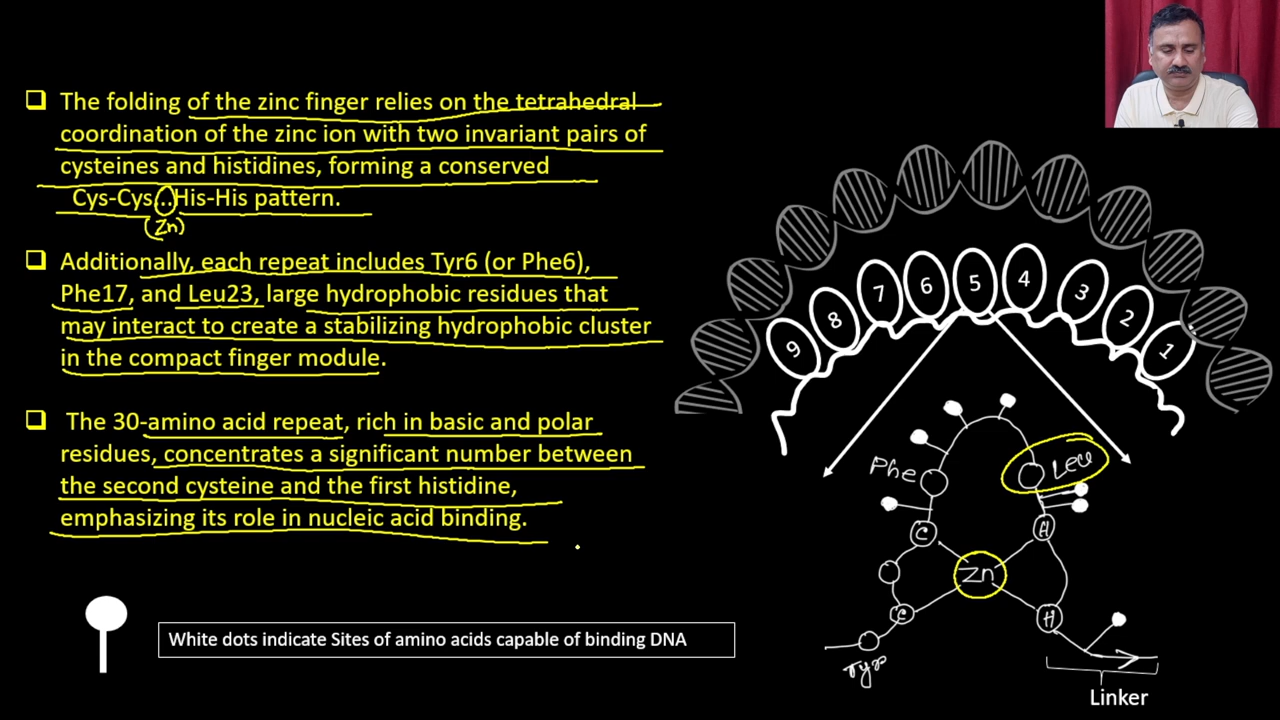 ❑ The folding of the zinc finger relies on the tetrahedral
coordination of the zinc ion with two invariant pairs of
cysteines and histidines, forming a conserved
Cys-Cys...His-His pattern.
(Zn)
❑ Additionally, each repeat includes Tyr6 (or Phe6),
Phe17, and Leu23, large hydrophobic residues that
may interact to create a stabilizing hydrophobic cluster
in the compact finger module.
❑ The 30-amino acid repeat, rich in basic and polar
residues, concentrates a significant number between
the second cysteine and the first histidine,
emphasizing its role in nucleic acid binding.
White dots indicate Sites of amino acids capable of binding DNA
9 8 7 6 5 4 3 2 1
Phe Leu
C H
Zn
C H
Tyr
Linker